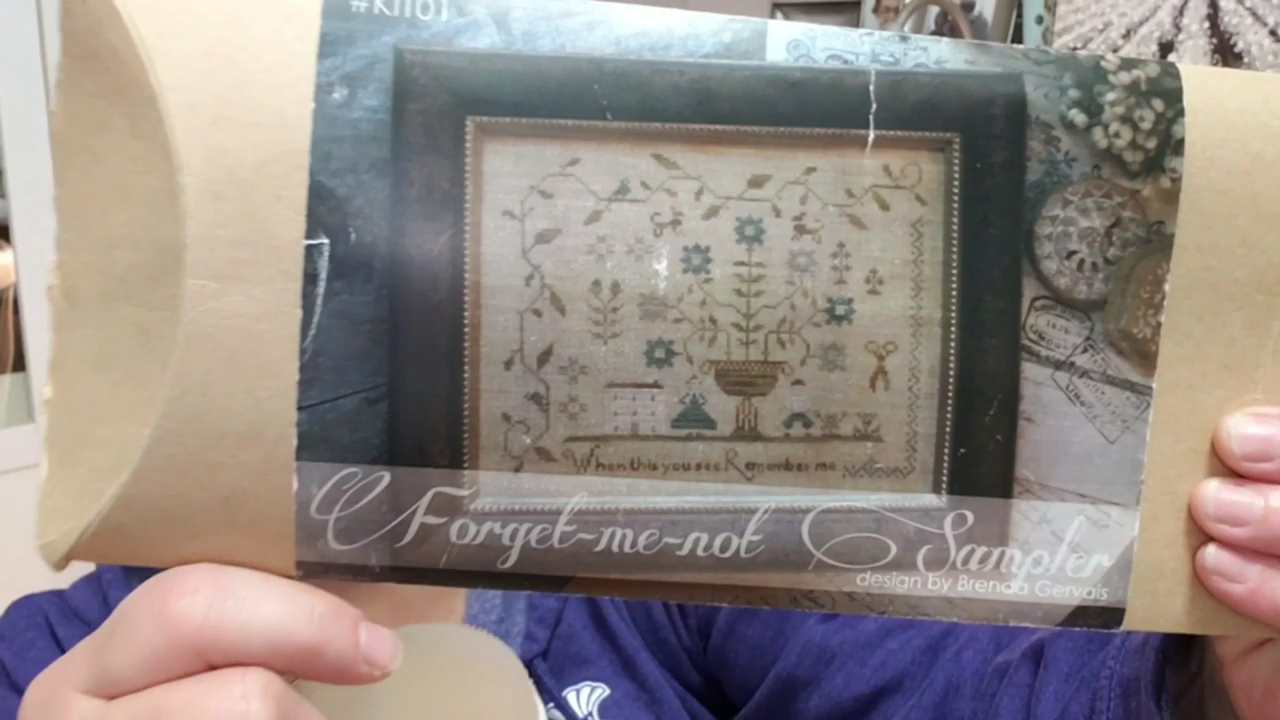 When this you see Remember me
Forget-me-not Sampler
design by Brenda Gervais